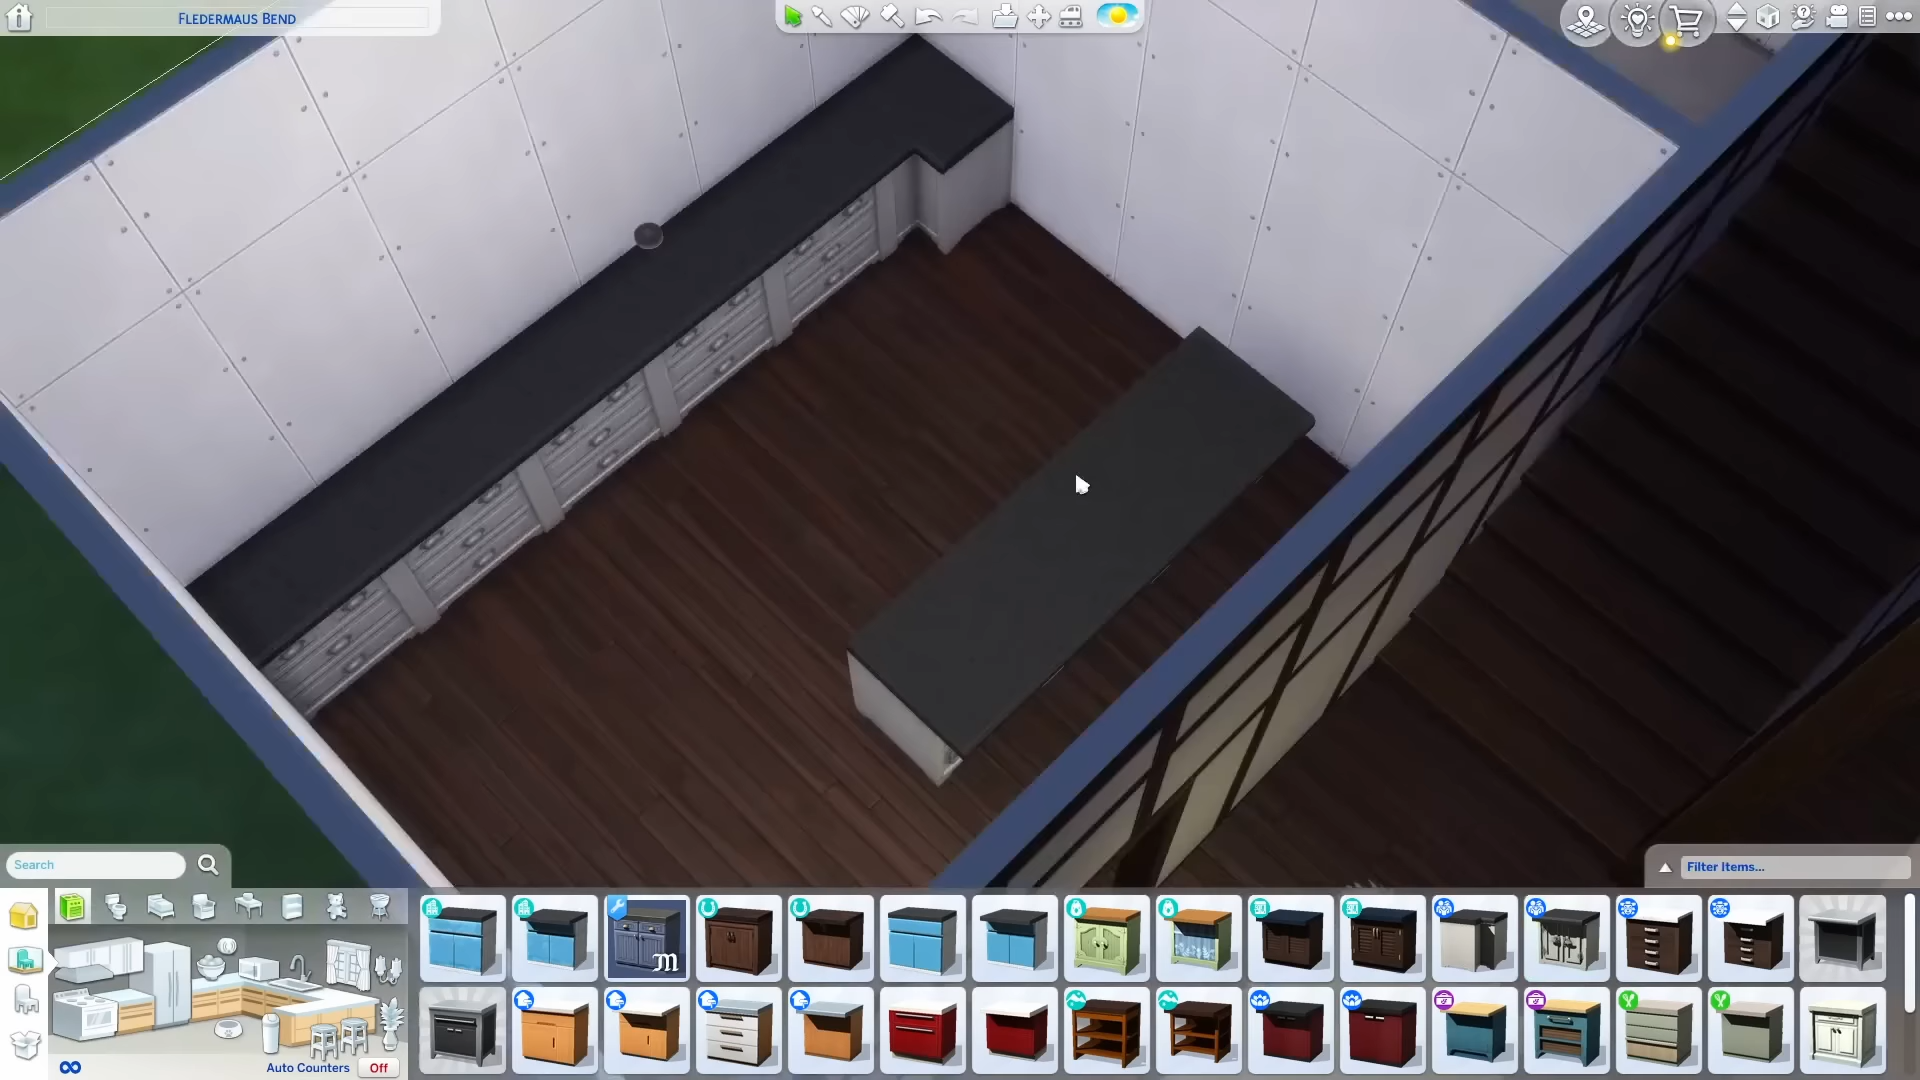 Fledermaus Bend
Search
Filter Items...
m
Auto Counters
Off